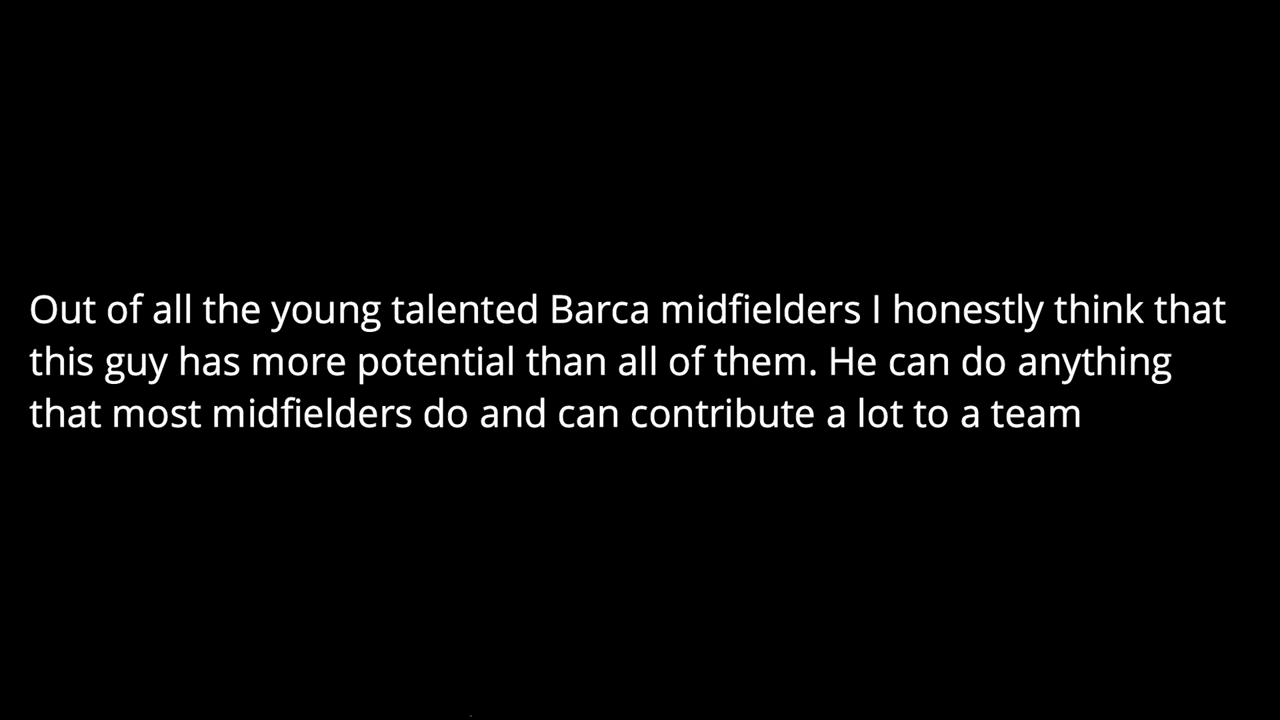 Out of all the young talented Barca midfielders I honestly think that
this guy has more potential than all of them. He can do anything
that most midfielders do and can contribute a lot to a team